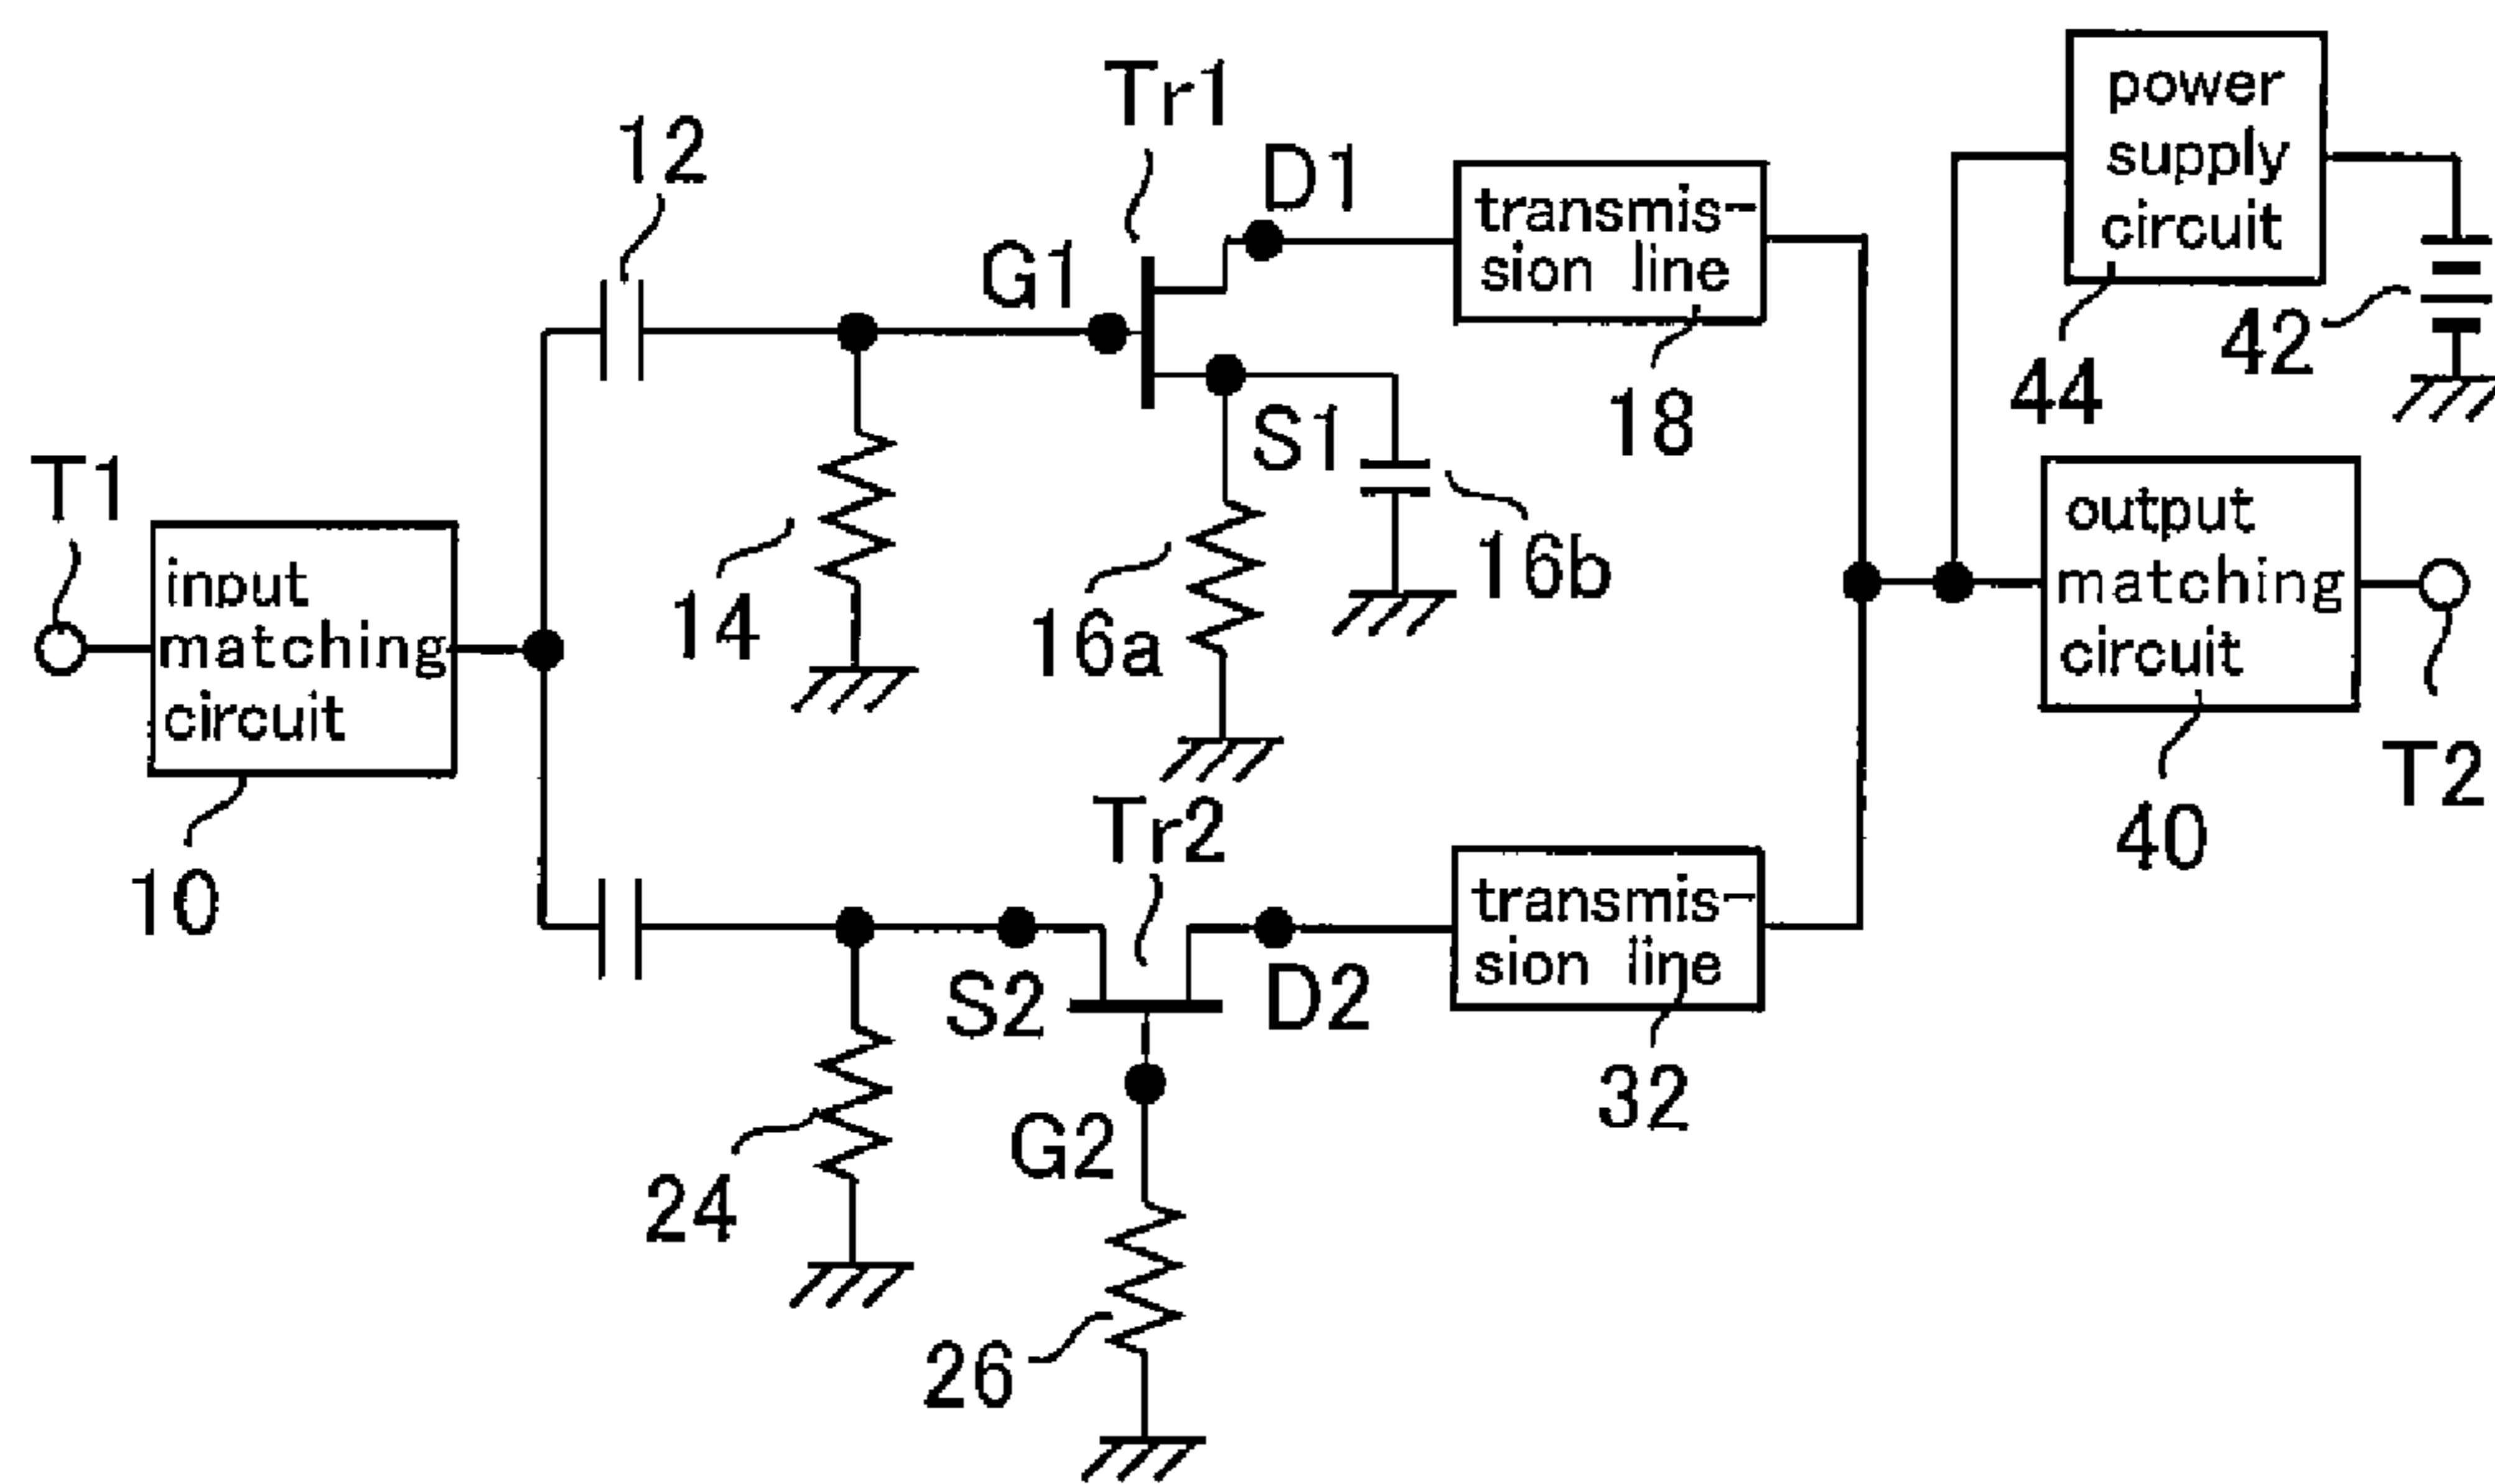 Tr1
12
D1
G1
transmis-
sion line
18
power
supply
circuit
44
42
S1
16b
16a
14
T1
input
matching
circuit
10
output
matching
circuit
40
T2
Tr2
S2
D2
transmis-
sion line
32
24
G2
26